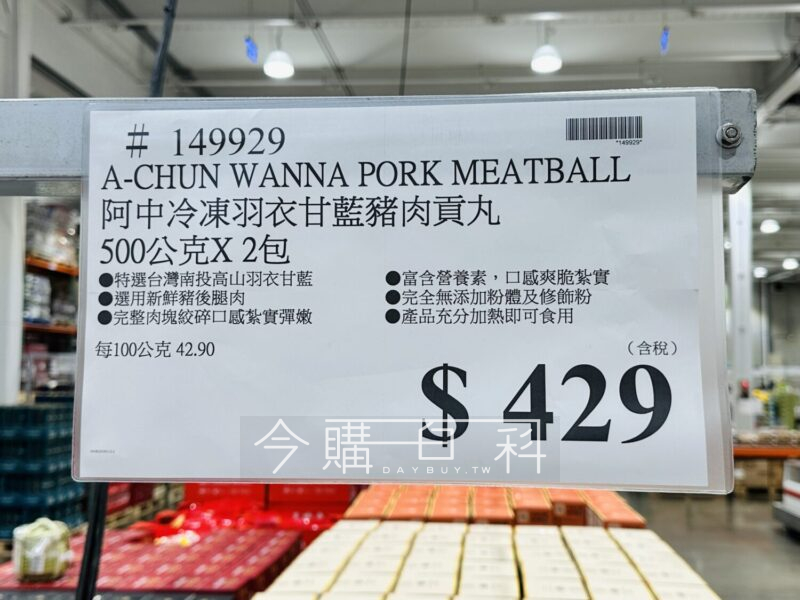 # 149929
*149929*
A-CHUN WANNA PORK MEATBALL
阿中冷凍羽衣甘藍豬肉貢丸
500公克X 2包
●特選台灣南投高山羽衣甘藍
●選用新鮮豬後腿肉
●完整肉塊絞碎口感紮實彈嫩
●富含營養素，口感爽脆紮實
●完全無添加粉體及修飾粉
●產品充分加熱即可食用
每100公克 42.90
(含稅)
$ 429
今購百科
DAYBUY.TW